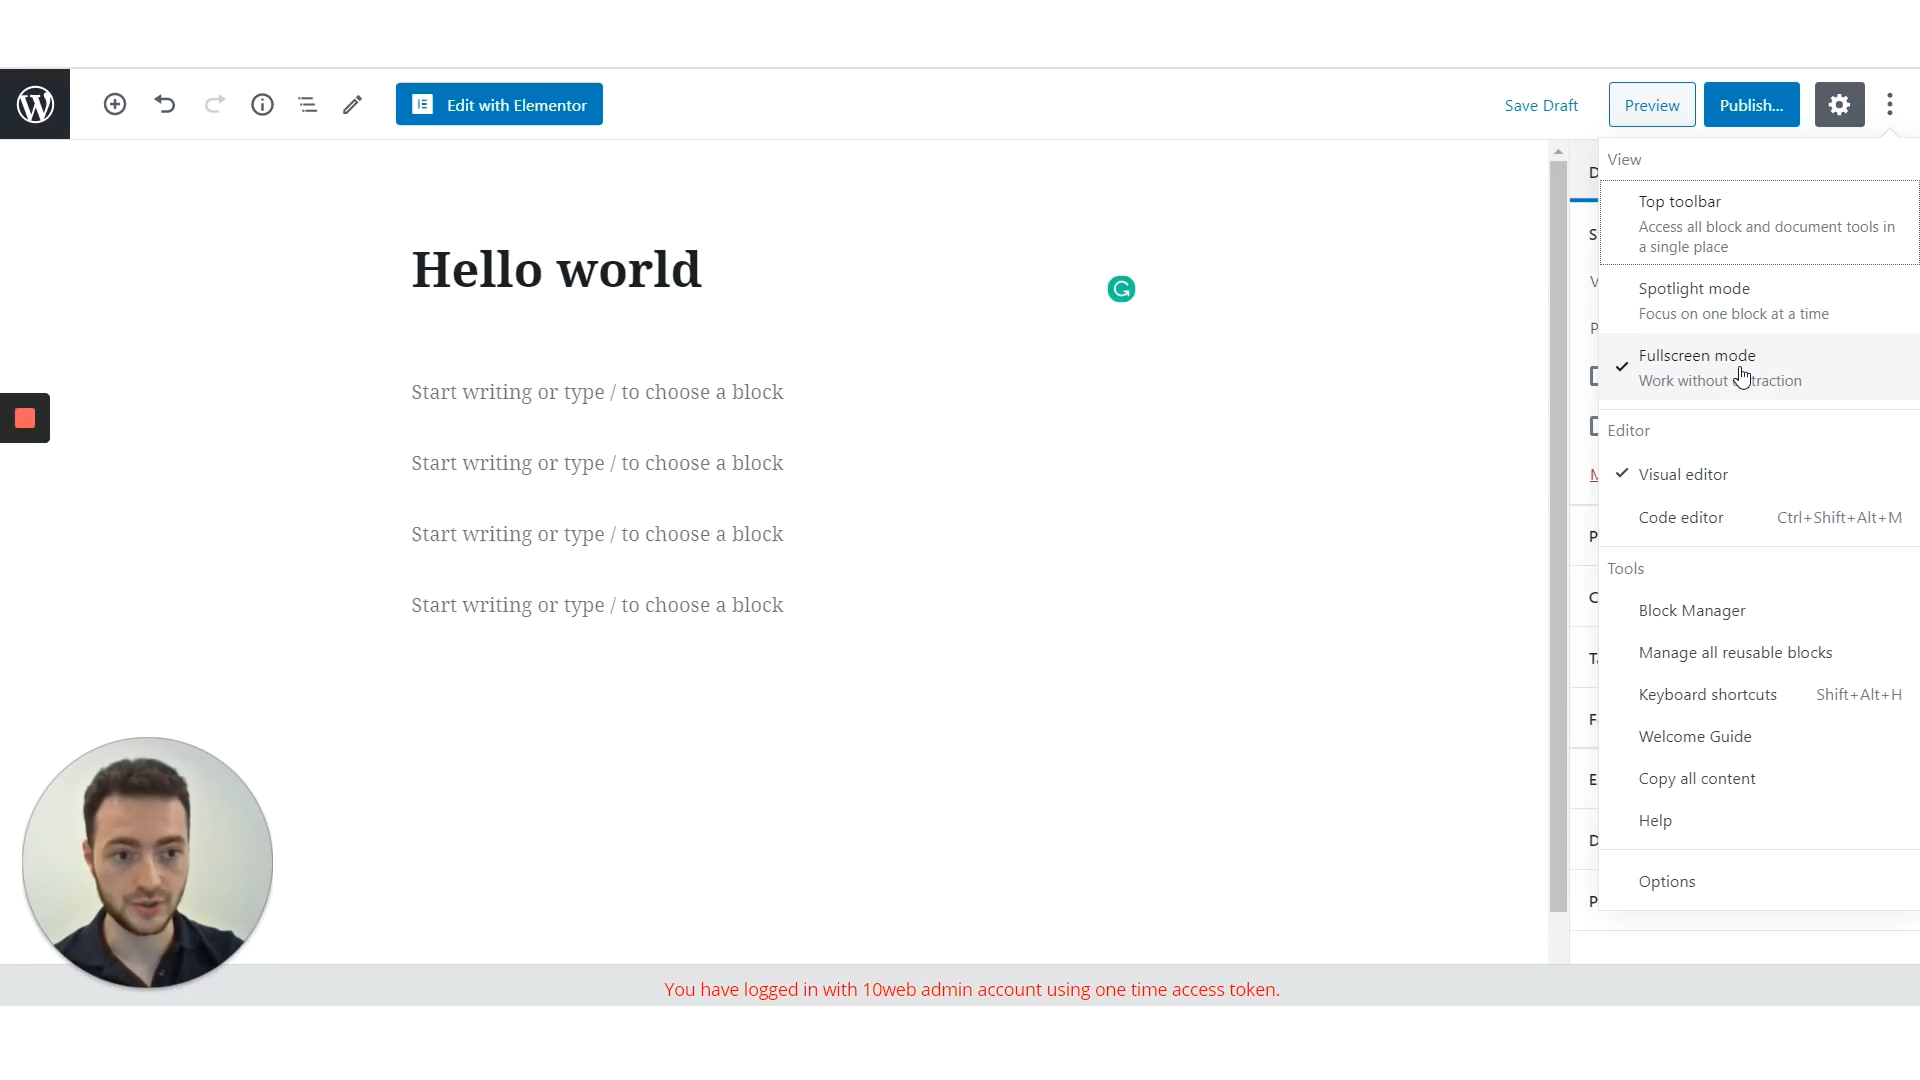 Edit with Elementor
Save Draft
Preview
Publish...
View
Top toolbar
Access all block and document tools in
a single place
Spotlight mode
Focus on one block at a time
Fullscreen mode
Work without
Editor
Visual editor
Code editor Ctrl+Shift+Alt+M
Tools
Block Manager
Manage all reusable blocks
Keyboard shortcuts Shift+Alt+H
Welcome Guide
Copy all content
Help
Options
Hello world
Start writing or type / to choose a block
Start writing or type / to choose a block
Start writing or type / to choose a block
Start writing or type / to choose a block
You have logged in with 10web admin account using one time access token.